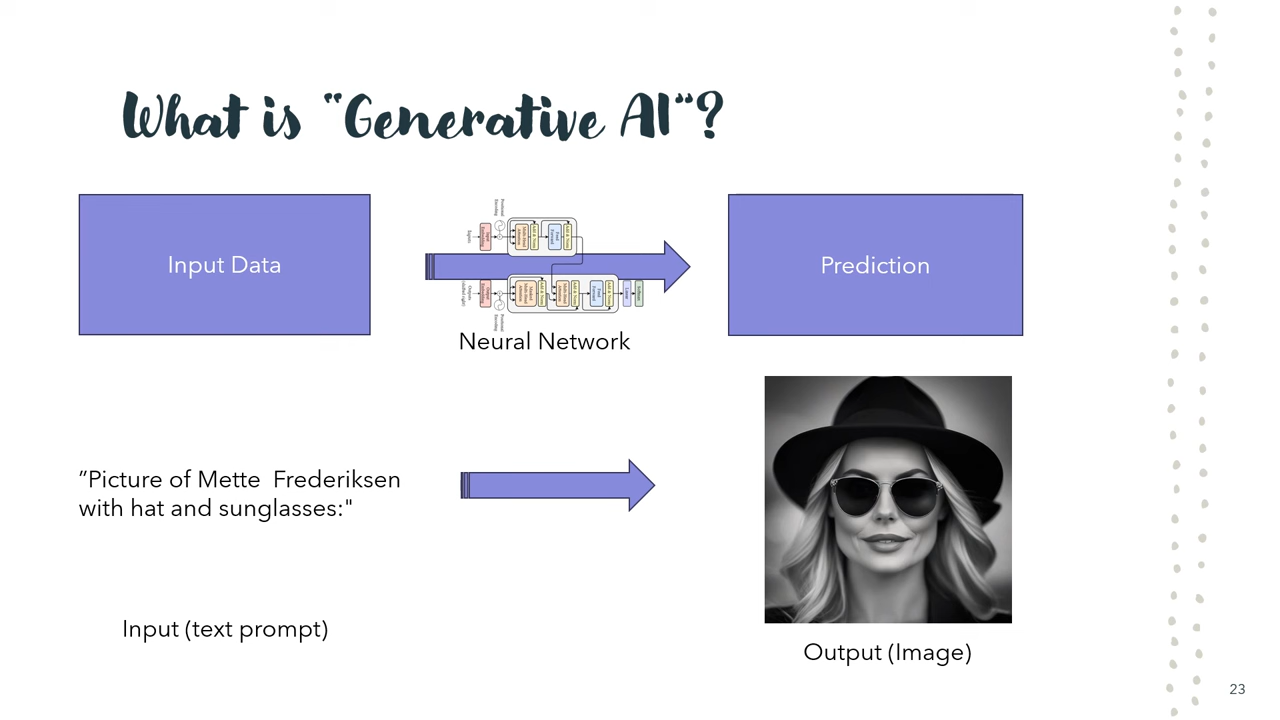 What is “Generative AI”?
Input Data
Neural Network
Prediction
”Picture of Mette  Frederiksen
with hat and sunglasses:"
Input (text prompt)
Output (Image)
23